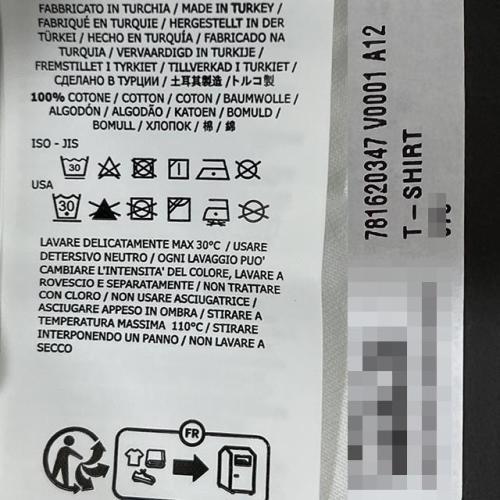 FABBRICATO IN TURCHIA / MADE IN TURKEY /
FABRIQUÉ EN TURQUIE / HERGESTELLT IN DER
TÜRKEI / HECHO EN TURQUÍA / FABRICADO NA
TURQUIA / VERVAARDIGD IN TURKIJE /
FREMSTILLET I TYRKIET / TILLVERKAD I TURKIET /
СДЕЛАНО В ТУРЦИИ / 土耳其製造 /トルコ製
100% COTONE / COTTON / COTON / BAUMWOLLE /
ALGODÓN / ALGODÃO / KATOEN / BOMULD /
BOMULL / ХЛОПОК / 棉 / 綿
ISO - JIS
30
USA
30
LAVARE DELICATAMENTE MAX 30°C / USARE
DETERSIVO NEUTRO / OGNI LAVAGGIO PUO'
CAMBIARE L'INTENSITA' DEL COLORE, LAVARE A
ROVESCIO E SEPARATAMENTE / NON TRATTARE
CON CLORO / NON USARE ASCIUGATRICE /
ASCIUGARE APPESO IN OMBRA / STIRARE A
TEMPERATURA MASSIMA 110°C / STIRARE
INTERPONENDO UN PANNO / NON LAVARE A
SECCO
FR
781620347 V0001 A12
T-SHIRT